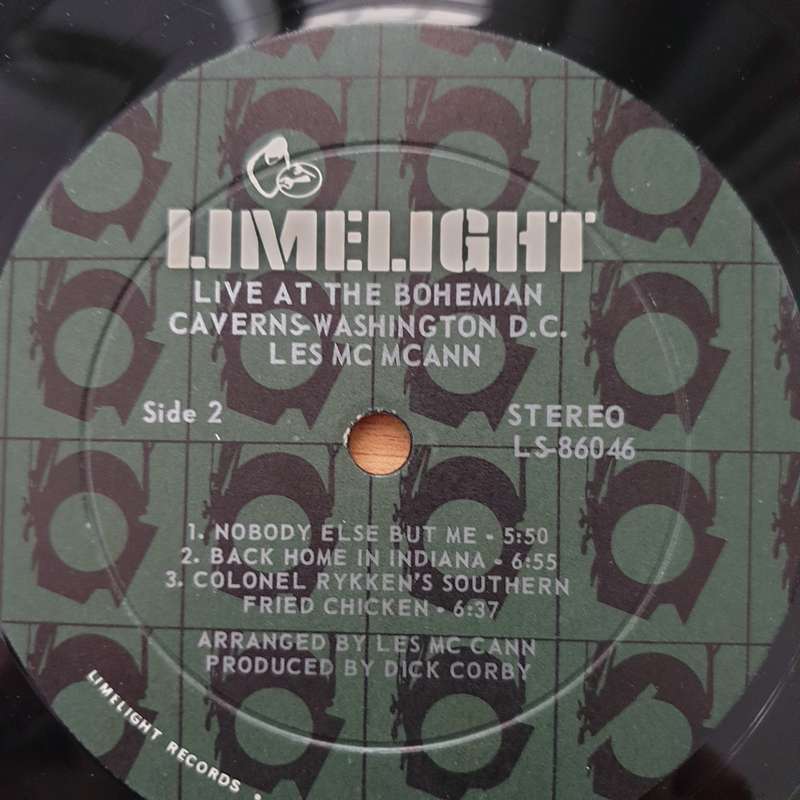 LIMELIGHT
LIVE AT THE BOHEMIAN
CAVERNS-WASHINGTON D.C.
LES MC MCANN
Side 2
STEREO
LS-86046
1. NOBODY ELSE BUT ME - 5:50
2. BACK HOME IN INDIANA - 6:55
3. COLONEL RYKKEN'S SOUTHERN
FRIED CHICKEN - 6:37
ARRANGED BY LES MC CANN
PRODUCED BY DICK CORBY
LIMELIGHT RECORDS •